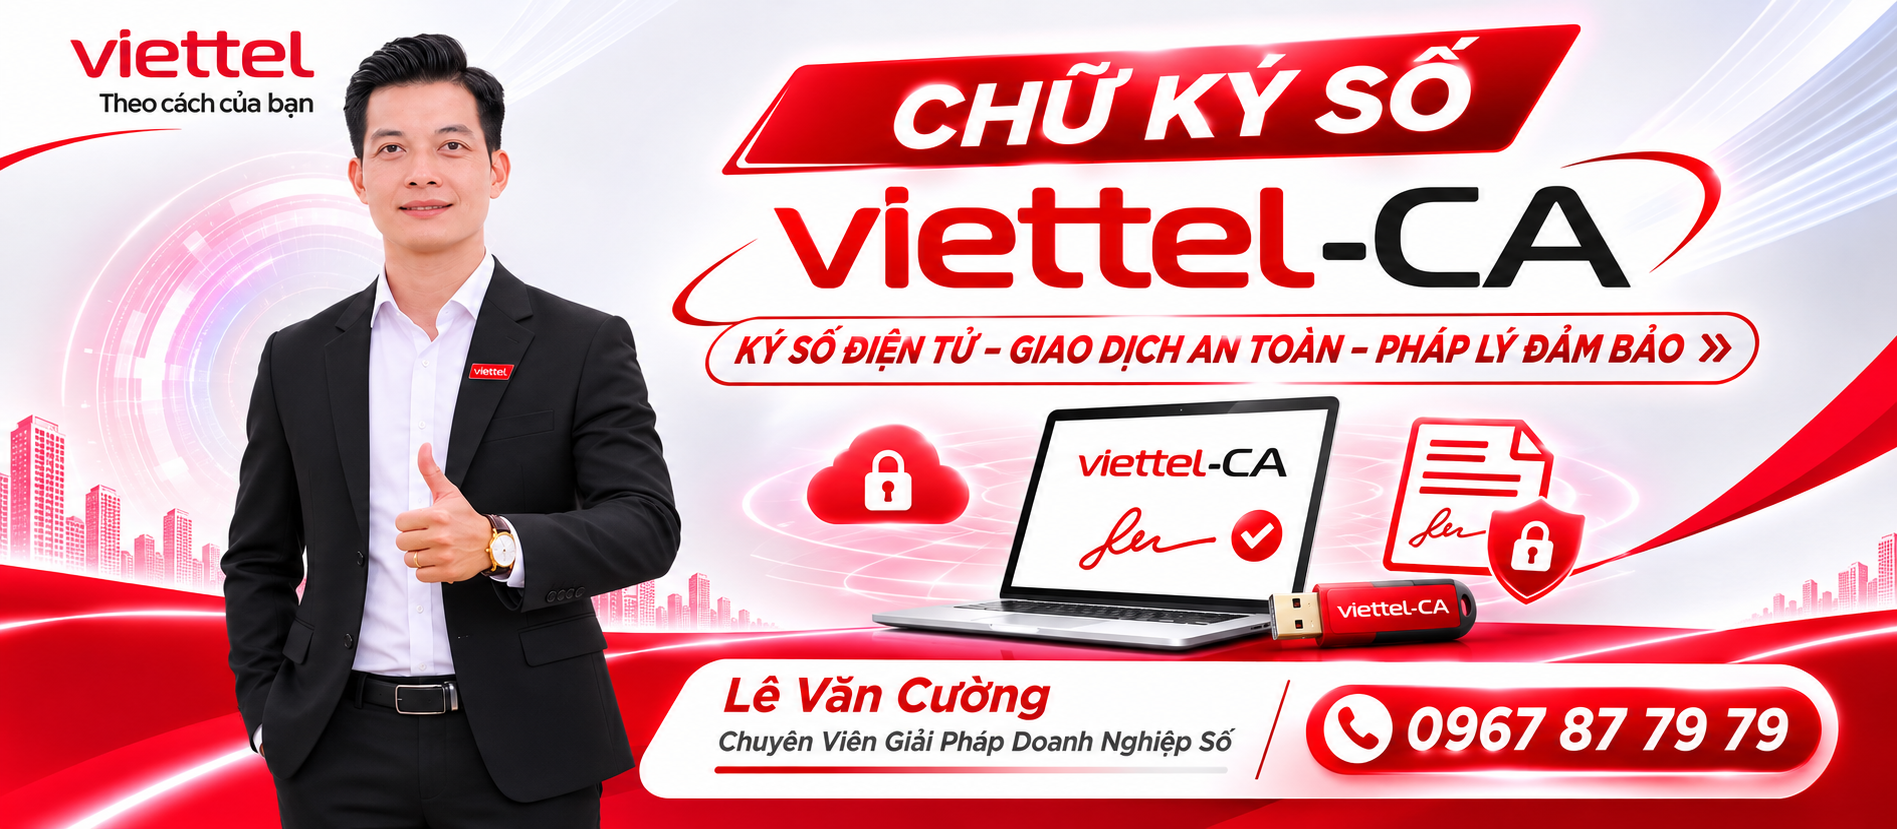 viettel
Theo cách của bạn
CHỮ KÝ SỐ
viettel-CA
KÝ SỐ ĐIỆN TỬ – GIAO DỊCH AN TOÀN – PHÁP LÝ ĐẢM BẢO »
viettel
viettel-CA
viettel-CA
Lê Văn Cường
Chuyên Viên Giải Pháp Doanh Nghiệp Số
0967 87 79 79